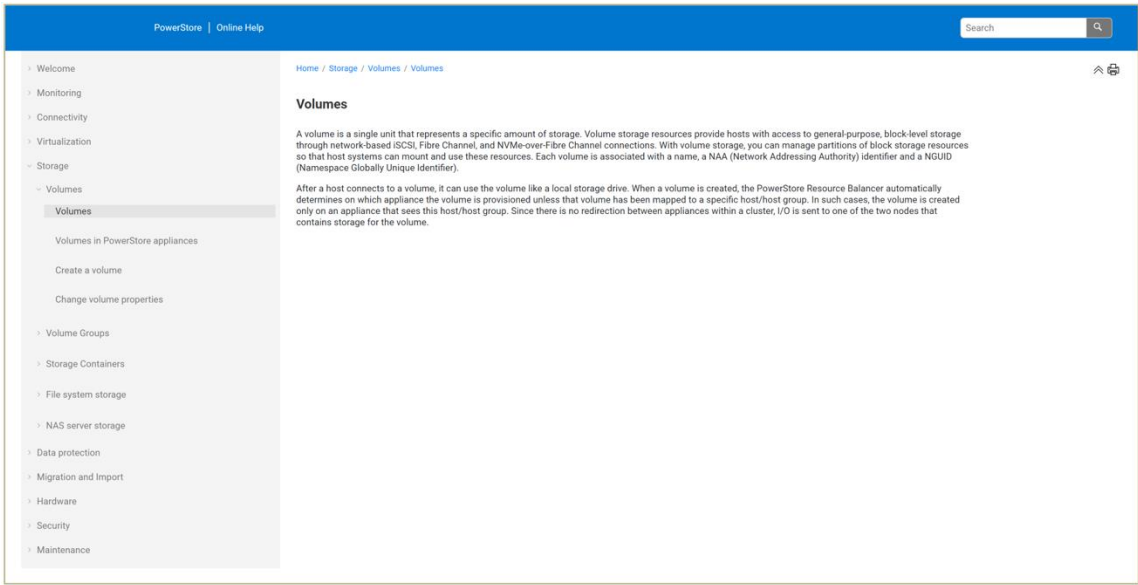 PowerStore | Online Help
Search
Welcome
Monitoring
Connectivity
Virtualization
Storage
Volumes
Volumes
Volumes in PowerStore appliances
Create a volume
Change volume properties
Volume Groups
Storage Containers
File system storage
NAS server storage
Data protection
Migration and Import
Hardware
Security
Maintenance
Home / Storage / Volumes / Volumes
Volumes
A volume is a single unit that represents a specific amount of storage. Volume storage resources provide hosts with access to general-purpose, block-level storage
through network-based iSCSI, Fibre Channel, and NVMe-over-Fibre Channel connections. With volume storage, you can manage partitions of block storage resources
so that host systems can mount and use these resources. Each volume is associated with a name, a NAA (Network Addressing Authority) identifier and a NGUID
(Namespace Globally Unique Identifier).
After a host connects to a volume, it can use the volume like a local storage drive. When a volume is created, the PowerStore Resource Balancer automatically
determines on which appliance the volume is provisioned unless that volume has been mapped to a specific host/host group. In such cases, the volume is created
only on an appliance that sees this host/host group. Since there is no redirection between appliances within a cluster, I/O is sent to one of the two nodes that
contains storage for the volume.